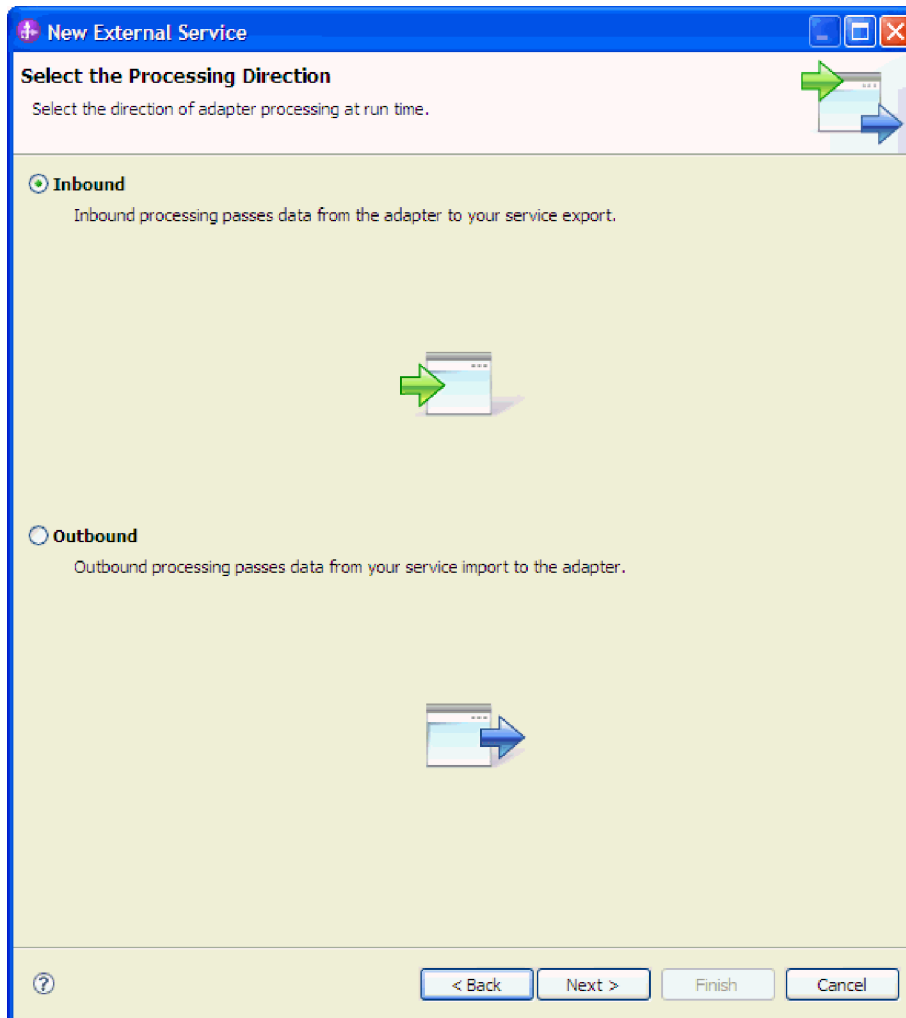 New External Service
Select the Processing Direction
Select the direction of adapter processing at run time.
Inbound
Inbound processing passes data from the adapter to your service export.
Outbound
Outbound processing passes data from your service import to the adapter.
?
< Back Next > Finish Cancel